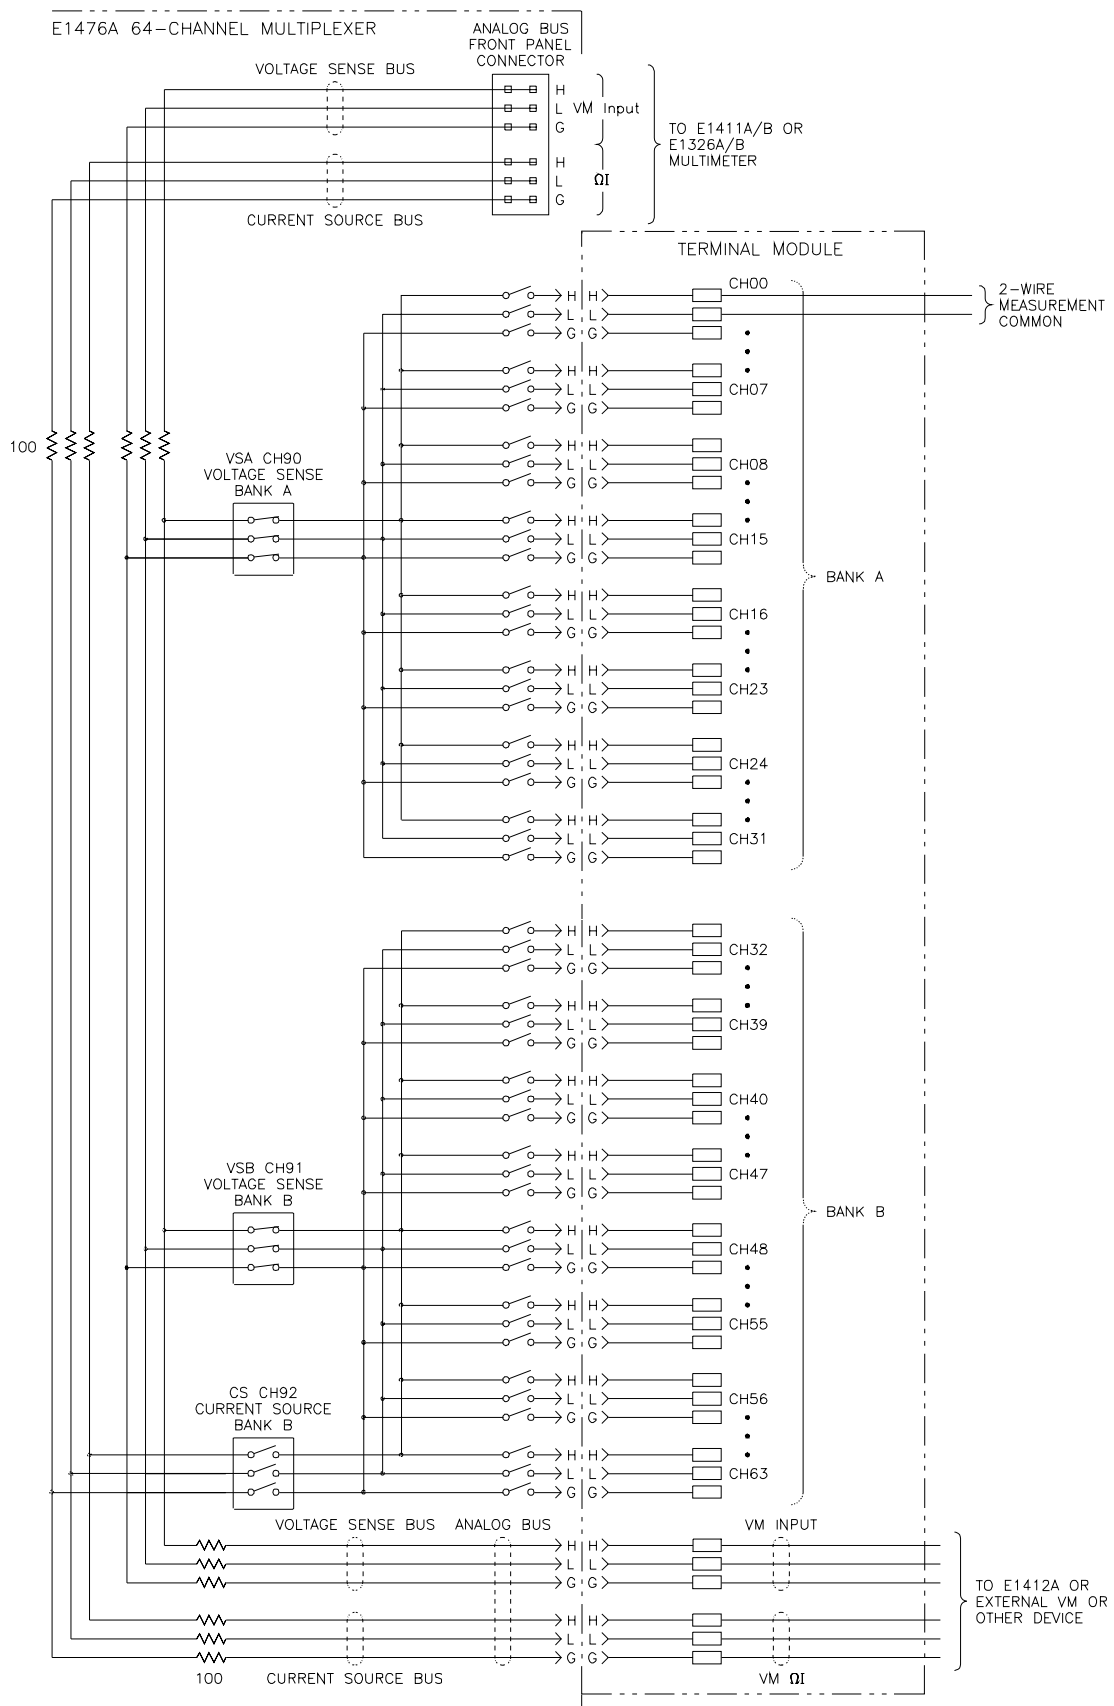 E1476A 64-CHANNEL MULTIPLEXER
ANALOG BUS
FRONT PANEL
CONNECTOR
VOLTAGE SENSE BUS
H
L VM Input
G
TO E1411A/B OR
E1326A/B
MULTIMETER
H
L ΩI
G
CURRENT SOURCE BUS
TERMINAL MODULE
CH00
H H
L L
G G
2-WIRE
MEASUREMENT
COMMON
H H
L L CH07
G G
100
H H
L L CH08
G G
VSA CH90
VOLTAGE SENSE
BANK A
H H
L L CH15
G G
BANK A
H H
L L CH16
G G
H H
L L CH23
G G
H H
L L CH24
G G
H H
L L CH31
G G
H H
L L CH32
G G
H H
L L CH39
G G
H H
L L CH40
G G
H H
L L CH47
G G
VSB CH91
VOLTAGE SENSE
BANK B
BANK B
H H
L L CH48
G G
H H
L L CH55
G G
H H
L L CH56
G G
CS CH92
CURRENT SOURCE
BANK B
H H
L L CH63
G G
VOLTAGE SENSE BUS ANALOG BUS VM INPUT
H H
L L
G G
TO E1412A OR
EXTERNAL VM OR
OTHER DEVICE
H H
L L
G G
100 CURRENT SOURCE BUS VM ΩI